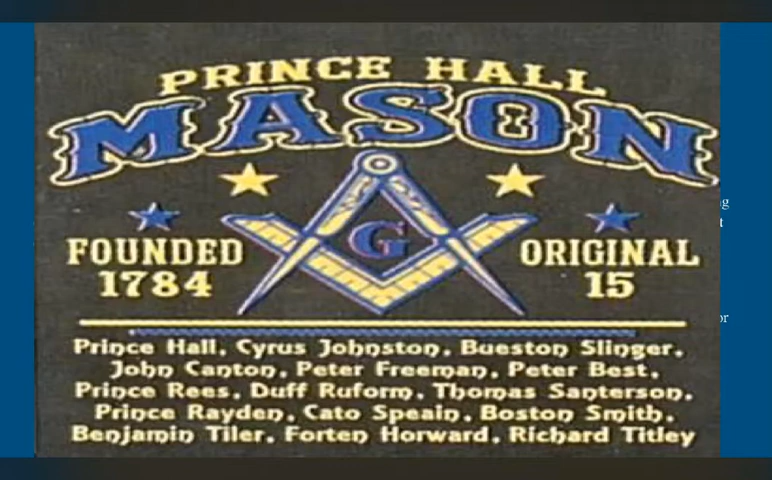 PRINCE HALL
MASON
G
FOUNDED
1784
ORIGINAL
15
Prince Hall, Cyrus Johnston, Bueston Slinger,
John Canton, Peter Freeman, Peter Best,
Prince Rees, Duff Ruform, Thomas Santerson,
Prince Rayden, Cato Speain, Boston Smith,
Benjamin Tiler, Forten Horward, Richard Titley